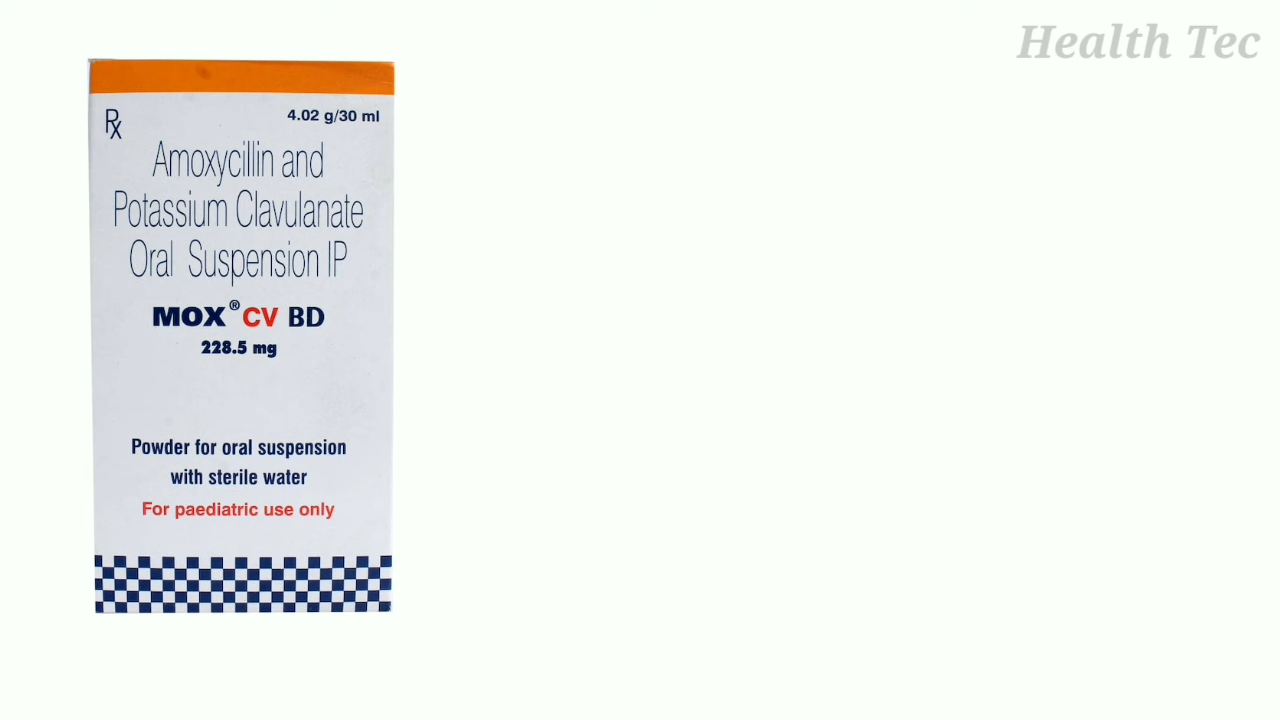 Health Tec
Rx
4.02 g/30 ml
Amoxycillin and
Potassium Clavulanate
Oral Suspension IP
MOX® CV BD
228.5 mg
Powder for oral suspension
with sterile water
For paediatric use only